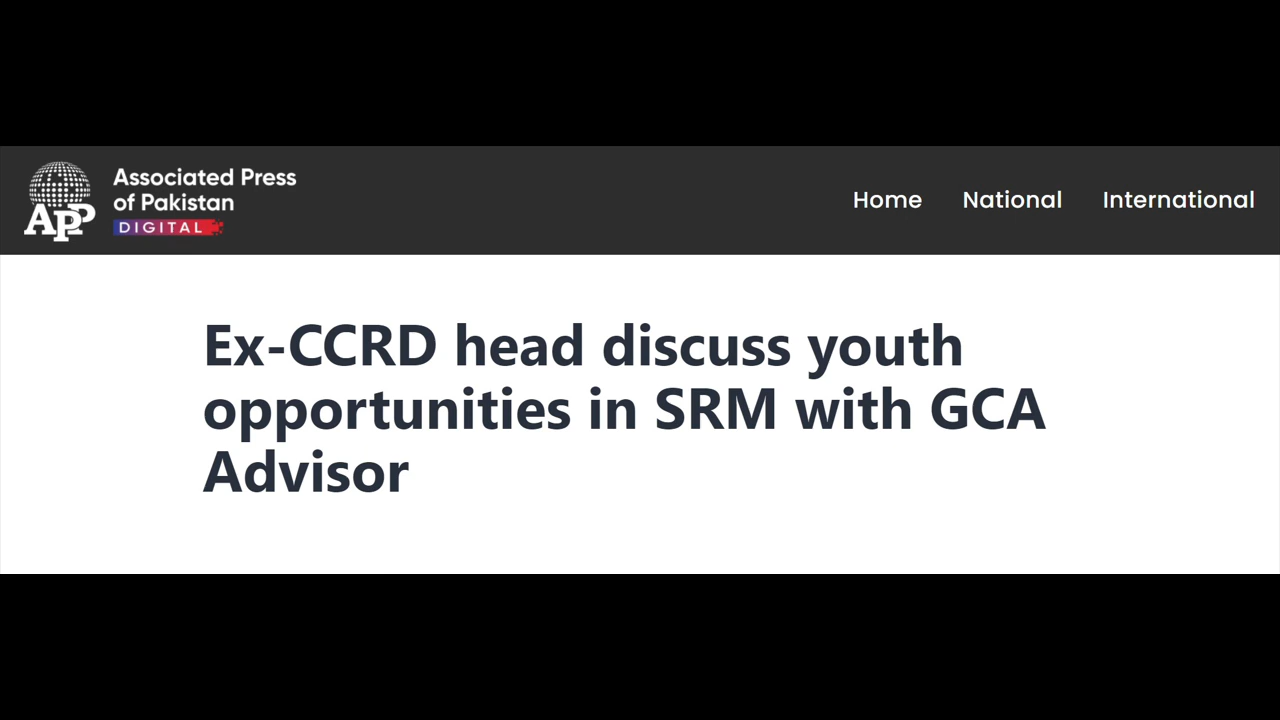 Associated Press
of Pakistan
DIGITAL
APP
Home National International
Ex-CCRD head discuss youth
opportunities in SRM with GCA
Advisor